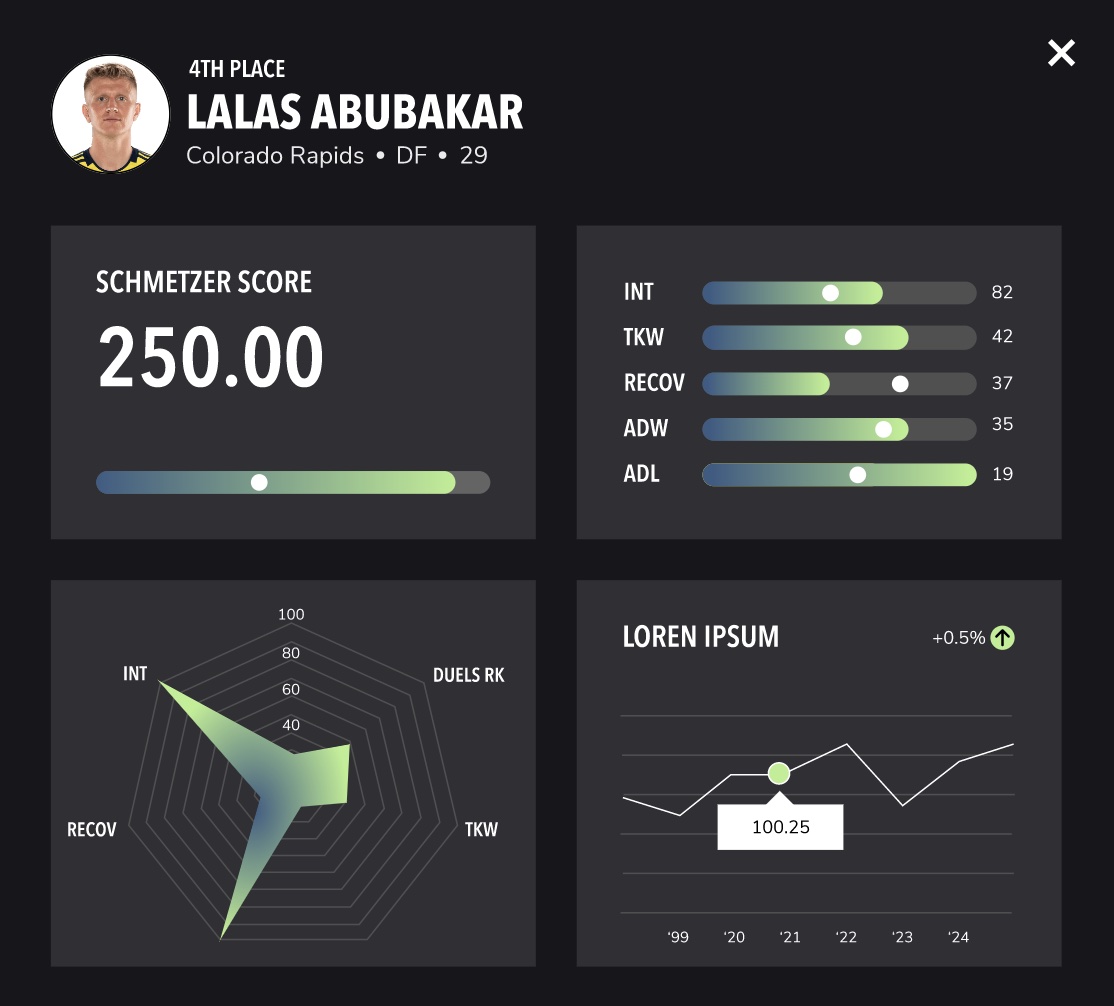 4TH PLACE
LALAS ABUBAKAR
Colorado Rapids • DF • 29
SCHMETZER SCORE
250.00
INT 82
TKW 42
RECOV 37
ADW 35
ADL 19
100
80
60
40
INT
DUELS RK
RECOV
TKW
LOREN IPSUM
+0.5%
100.25
‘99 ‘20 ‘21 ‘22 ‘23 ‘24